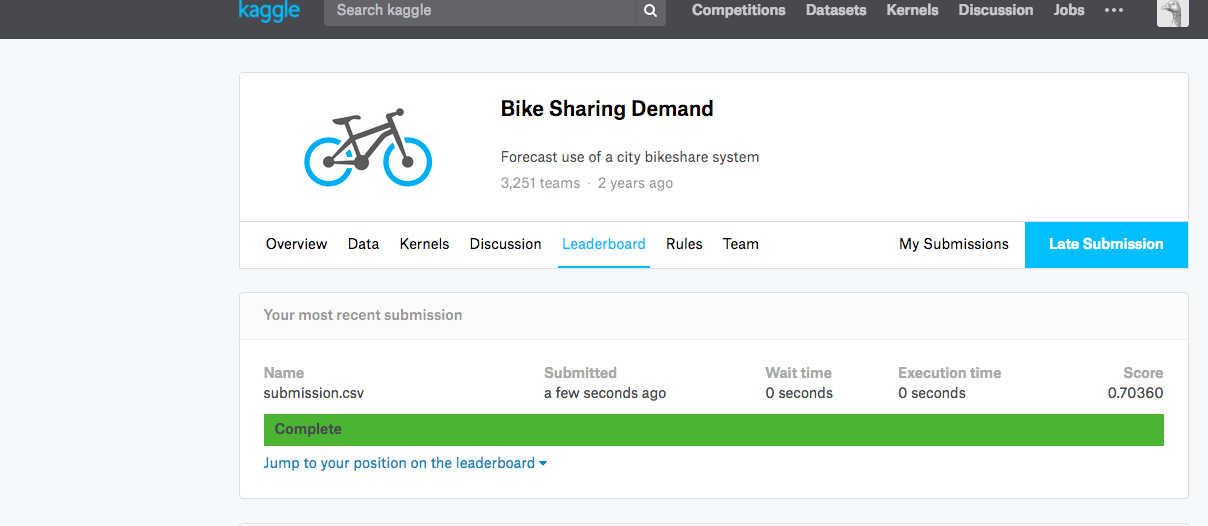 kaggle Search kaggle Competitions Datasets Kernels Discussion Jobs
Bike Sharing Demand
Forecast use of a city bikeshare system
3,251 teams · 2 years ago
Overview Data Kernels Discussion Leaderboard Rules Team My Submissions Late Submission
Your most recent submission
Name Submitted Wait time Execution time Score
submission.csv a few seconds ago 0 seconds 0 seconds 0.70360
Complete
Jump to your position on the leaderboard